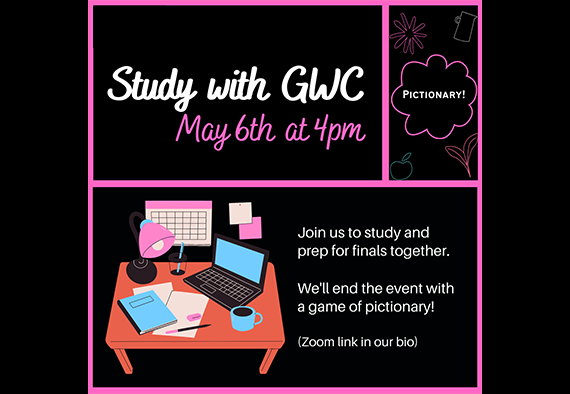 Study with GWC
May 6th at 4pm
PICTIONARY!
Join us to study and
prep for finals together.
We'll end the event with
a game of pictionary!
(Zoom link in our bio)